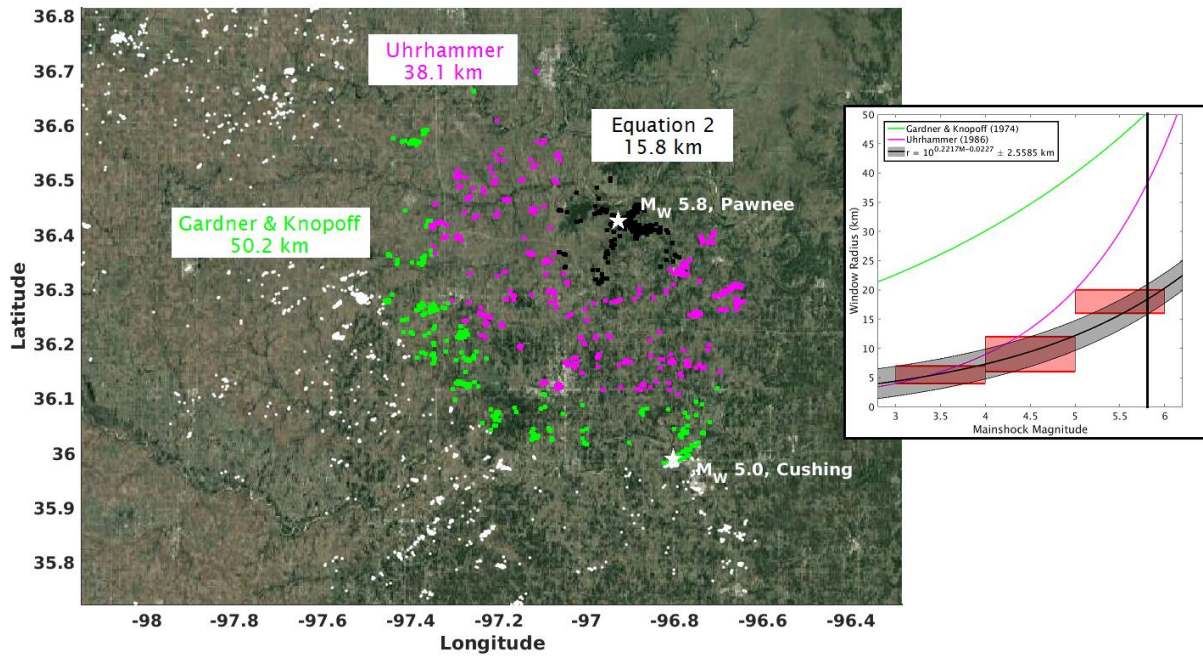 36.8
36.7
36.6
36.5
36.4
36.3
36.2
36.1
36
35.9
35.8
Latitude
Uhrhammer
38.1 km
Equation 2
15.8 km
Gardner & Knopoff
50.2 km
M_W 5.8, Pawnee
M_W 5.0, Cushing
-98
-97.8
-97.6
-97.4
-97.2
-97
-96.8
-96.6
-96.4
Longitude
50
45
40
35
30
25
20
15
10
5
0
Window Radius (km)
Gardner & Knopoff (1974)
Uhrhammer (1986)
r = 10^0.2217M−0.0227 ± 2.5585 km
3
3.5
4
4.5
5
5.5
6
Mainshock Magnitude